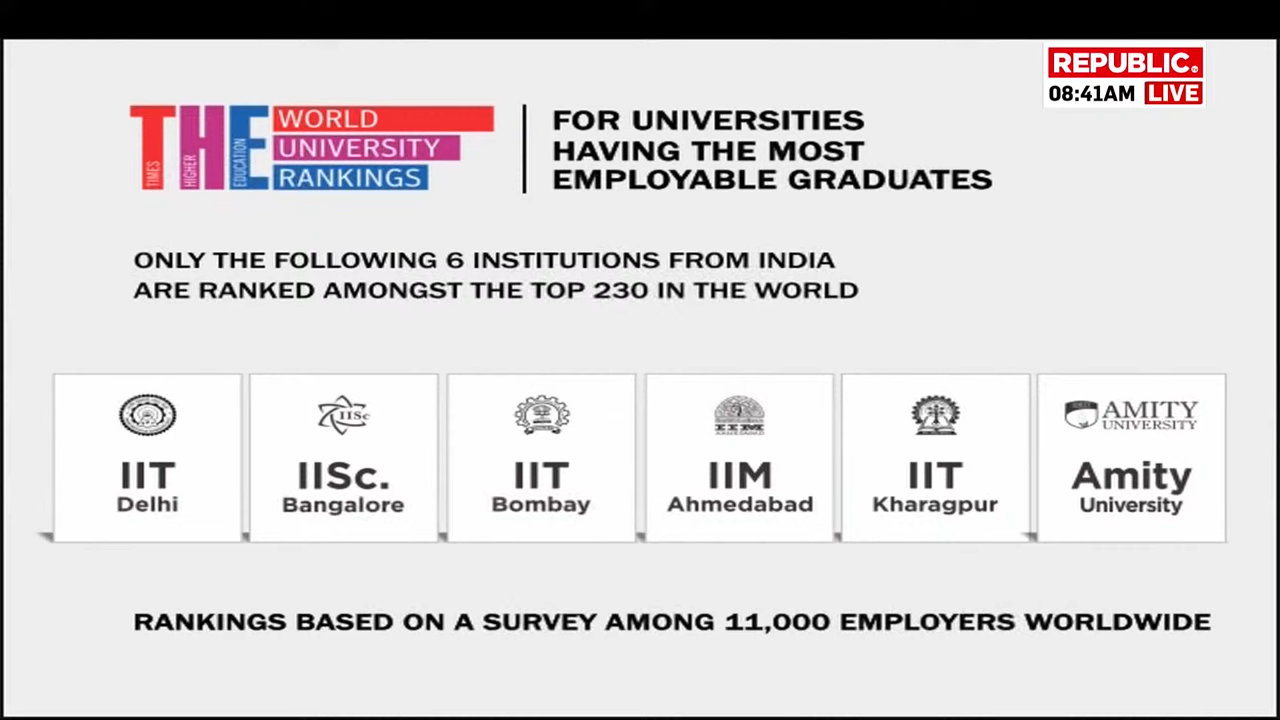 REPUBLIC.
08:41AM LIVE
TIMES HIGHER EDUCATION
THE WORLD UNIVERSITY RANKINGS
FOR UNIVERSITIES
HAVING THE MOST
EMPLOYABLE GRADUATES
ONLY THE FOLLOWING 6 INSTITUTIONS FROM INDIA
ARE RANKED AMONGST THE TOP 230 IN THE WORLD
IIT
Delhi
IISc
IISc.
Bangalore
IIT
Bombay
IIM
IIM
Ahmedabad
IIT
Kharagpur
AMITY
UNIVERSITY
Amity
University
RANKINGS BASED ON A SURVEY AMONG 11,000 EMPLOYERS WORLDWIDE